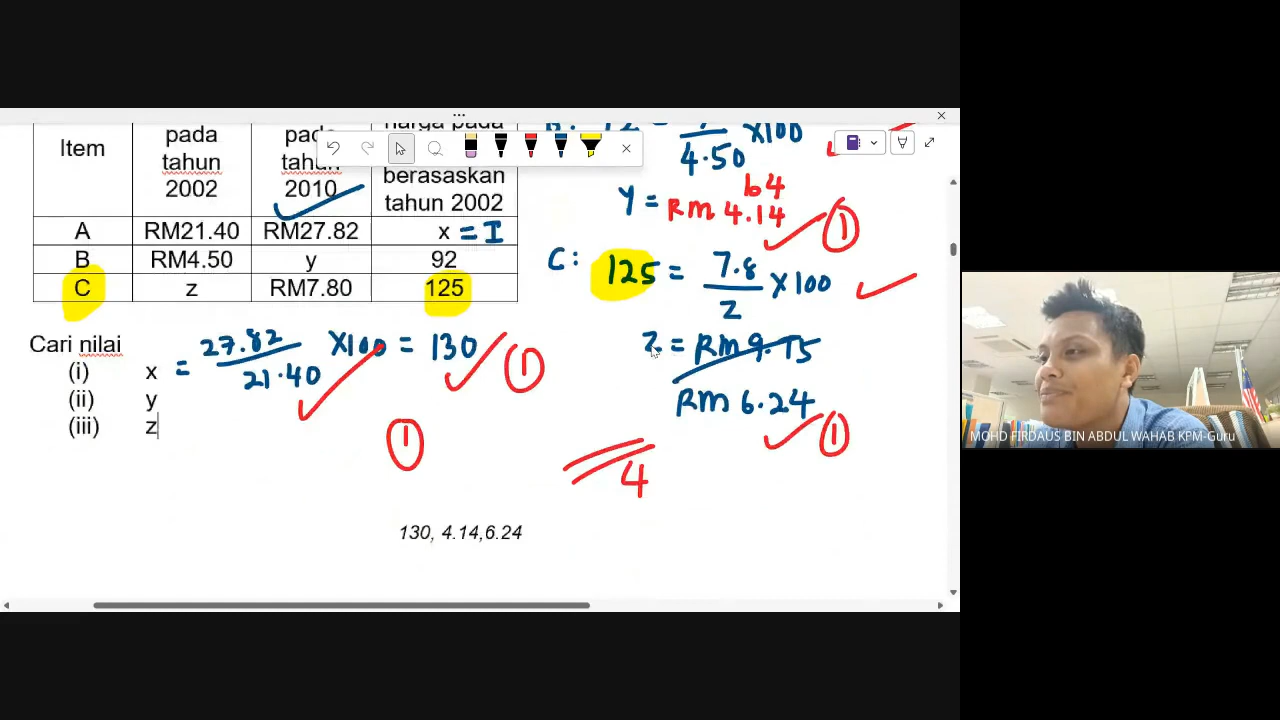 Item
pada
tahun
2002
pada
tahun
2010
harga pada
berasaskan
tahun 2002
A RM21.40 RM27.82 x = I
B RM4.50 y 92
C z RM7.80 125
Cari nilai
(i) x = 27.82 / 21.40 x100 = 130 ①
(ii) y
(iii) z
①
4.50 x100
64
y = RM 4.14 ①
C: 125 = 7.8 / z x100
z = RM 9.75
RM 6.24 ①
4
130, 4.14,6.24
MOHD FIRDAUS BIN ABDUL WAHAB KPM-Guru